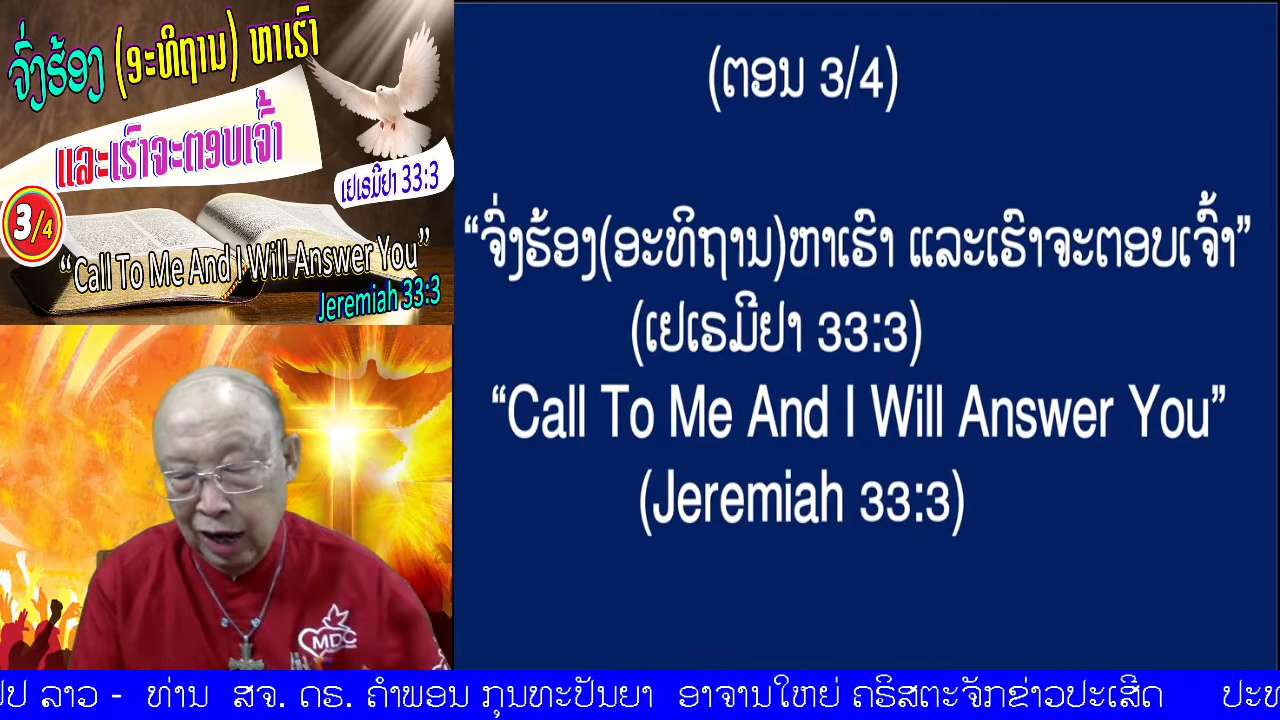 ຈົ່ງຮ້ອງ (ອະທິຖານ) ຫາເຮົາ
ແລະເຮົາຈະຕອບເຈົ້າ
ເຢເຣມີຢາ 33:3
3/4
“Call To Me And I Will Answer You”
Jeremiah 33:3
(ຕອນ 3/4)
“ຈົ່ງຮ້ອງ(ອະທິຖານ)ຫາເຮົາ ແລະເຮົາຈະຕອບເຈົ້າ”
(ເຢເຣມີຢາ 33:3)
“Call To Me And I Will Answer You”
(Jeremiah 33:3)
MDC
ລາວ - ທ່ານ ສຈ. ດຣ. ຄຳພອນ ກຸນທະປັນຍາ ອາຈານໃຫຍ່ ຄຣິສຕະຈັກຂ່າວປະເສີດ